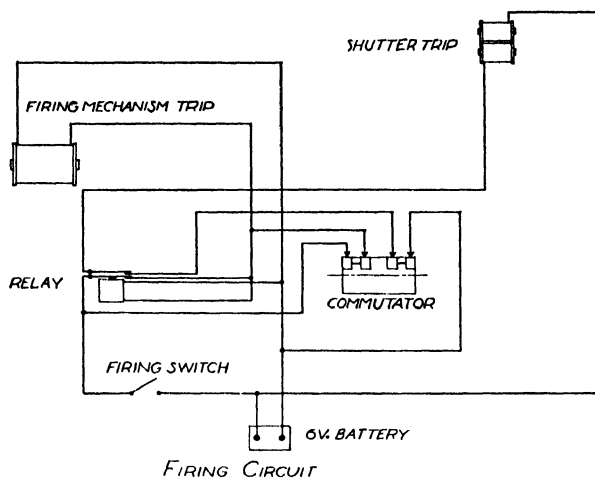 SHUTTER TRIP
FIRING MECHANISM TRIP
RELAY
COMMUTATOR
FIRING SWITCH
6V. BATTERY
FIRING CIRCUIT